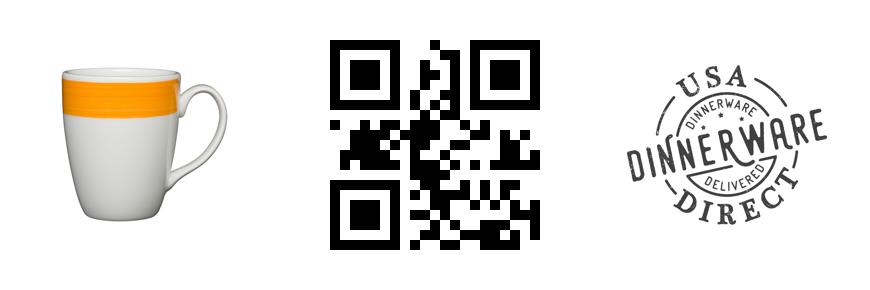 USA
DINNERWARE
DINNERWARE
DELIVERED
DIRECT